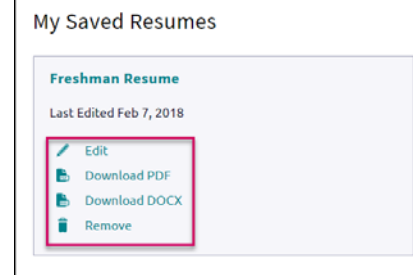 My Saved Resumes
Freshman Resume
Last Edited Feb 7, 2018
Edit
Download PDF
Download DOCX
Remove